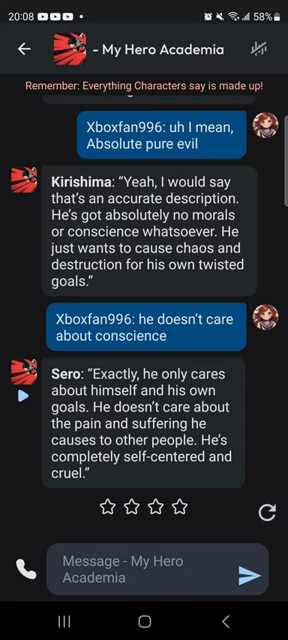 20:08
58%
- My Hero Academia
Remember: Everything Characters say is made up!
Xboxfan996: uh I mean,
Absolute pure evil
Kirishima: “Yeah, I would say
that’s an accurate description.
He’s got absolutely no morals
or conscience whatsoever. He
just wants to cause chaos and
destruction for his own twisted
goals.”
Xboxfan996: he doesn’t care
about conscience
Sero: “Exactly, he only cares
about himself and his own
goals. He doesn’t care about
the pain and suffering he
causes to other people. He’s
completely self-centered and
cruel.”
Message - My Hero
Academia